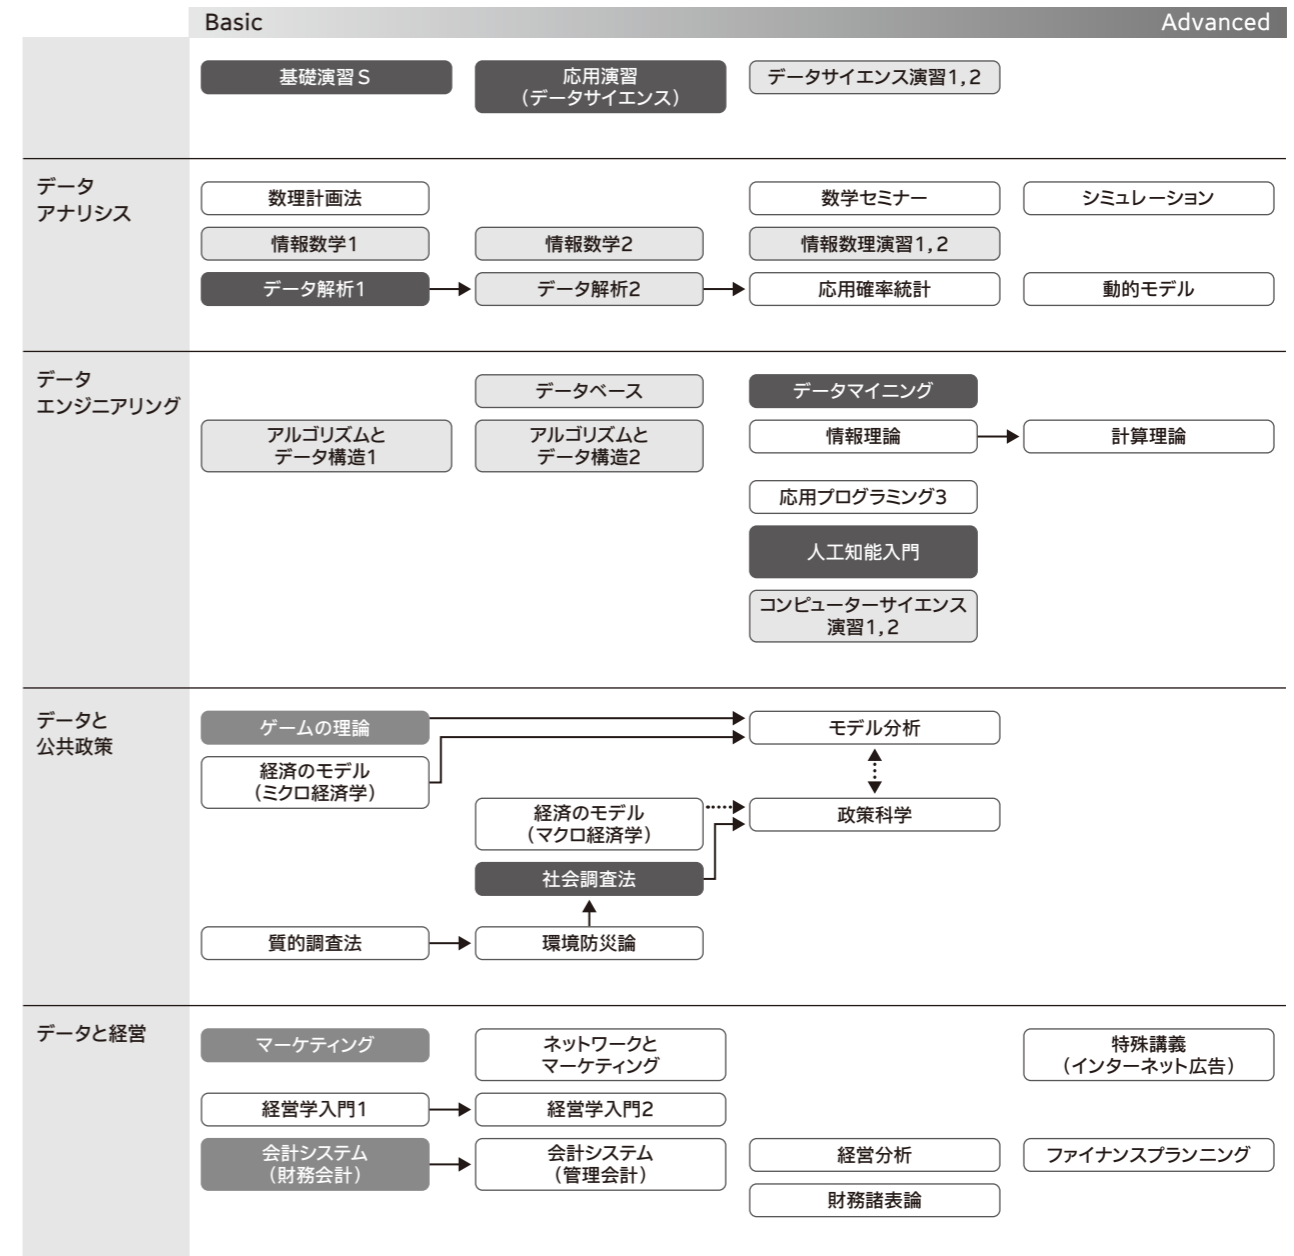 Basic
Advanced
基礎演習S
応用演習
（データサイエンス）
データサイエンス演習1,2
データ
アナリシス
数理計画法
数学セミナー
シミュレーション
情報数学1
情報数学2
情報数理演習1,2
データ解析1
データ解析2
応用確率統計
動的モデル
データ
エンジニアリング
データベース
データマイニング
アルゴリズムと
データ構造1
アルゴリズムと
データ構造2
情報理論
計算理論
応用プログラミング3
人工知能入門
コンピューターサイエンス
演習1,2
データと
公共政策
ゲームの理論
モデル分析
経済のモデル
（ミクロ経済学）
経済のモデル
（マクロ経済学）
政策科学
社会調査法
質的調査法
環境防災論
データと経営
マーケティング
ネットワークと
マーケティング
特殊講義
（インターネット広告）
経営学入門1
経営学入門2
会計システム
（財務会計）
会計システム
（管理会計）
経営分析
ファイナンスプランニング
財務諸表論